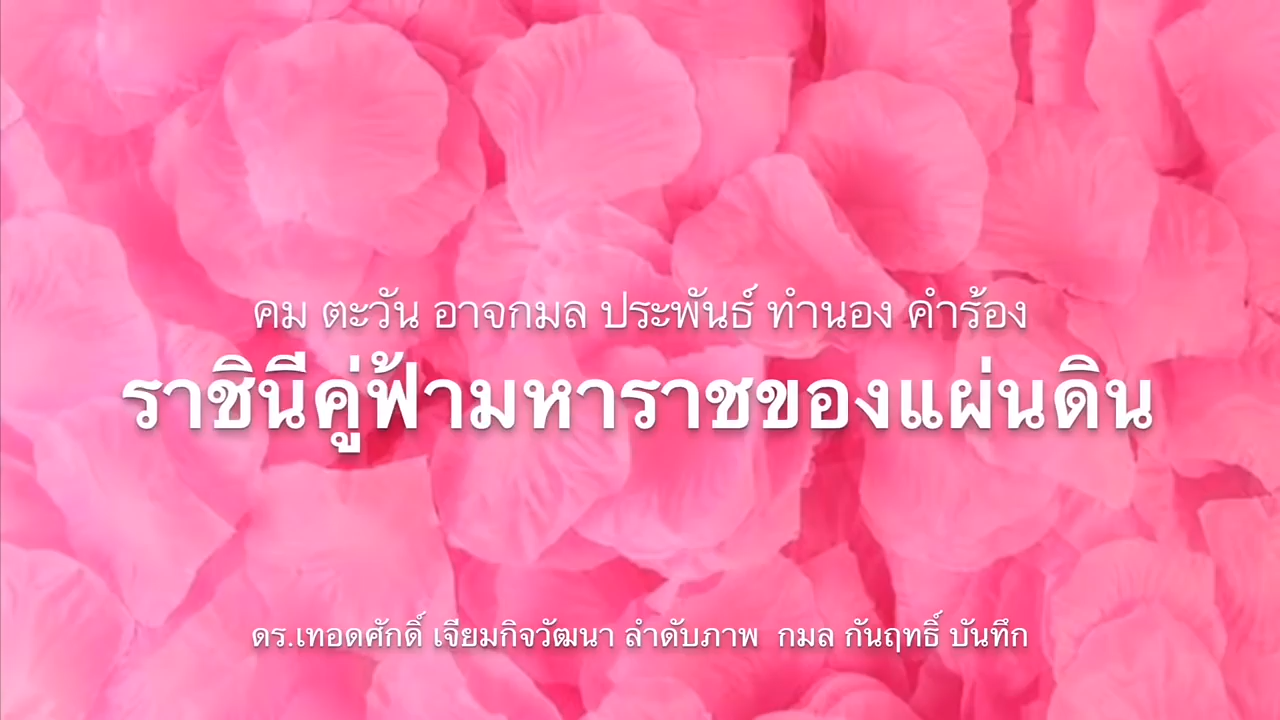 คม ตะวัน อาจกมล ประพันธ์ ทำนอง คำร้อง
ราชินีคู่ฟ้ามหาราชของแผ่นดิน
ดร.เทอดศักดิ์ เจียมกิจวัฒนา ลำดับภาพ กมล กันฤทธิ์ บันทึก